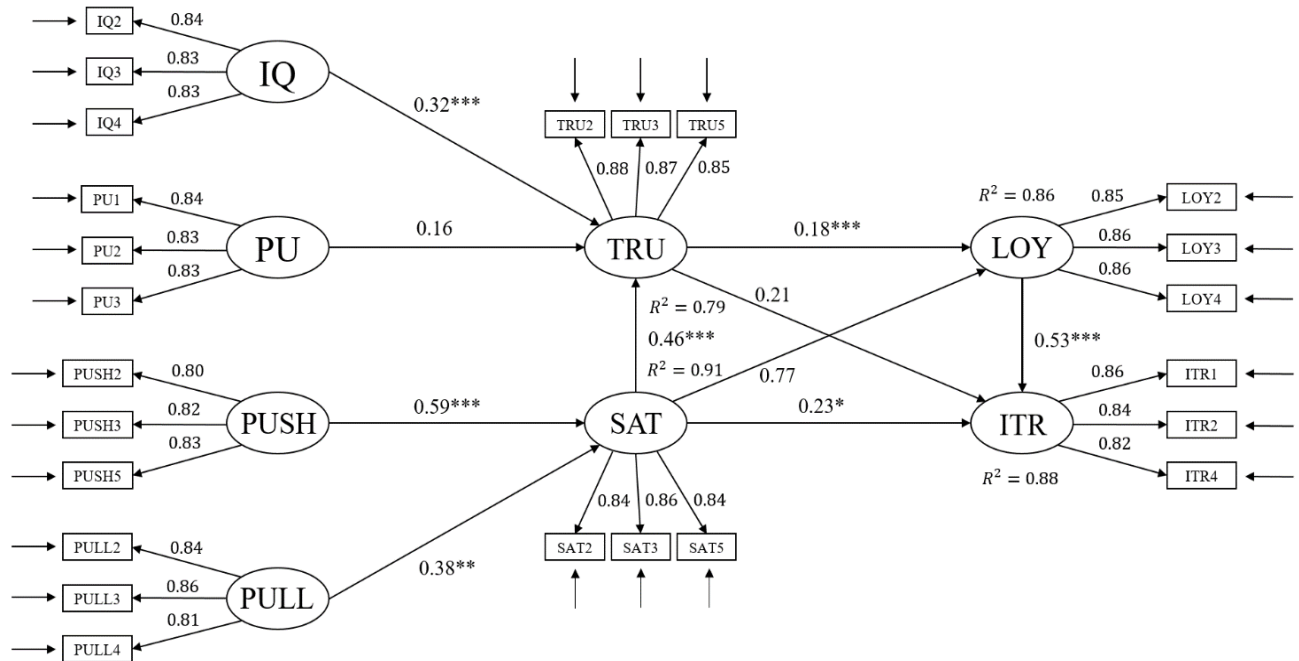 IQ2
0.84
IQ3
0.83
IQ4
0.83
IQ
0.32***
TRU2
TRU3
TRU5
0.88
0.87
0.85
PU1
0.84
PU2
0.83
PU3
0.83
PU
0.16
TRU
0.18***
R² = 0.86
LOY
0.85
LOY2
0.86
LOY3
0.86
LOY4
R² = 0.79
0.21
0.46***
R² = 0.91
0.77
0.53***
PUSH2
0.80
PUSH3
0.82
PUSH5
0.83
PUSH
0.59***
SAT
0.23*
ITR
R² = 0.88
0.86
ITR1
0.84
ITR2
0.82
ITR4
0.84
0.86
0.84
SAT2
SAT3
SAT5
PULL2
0.84
PULL3
0.86
PULL4
0.81
PULL
0.38**